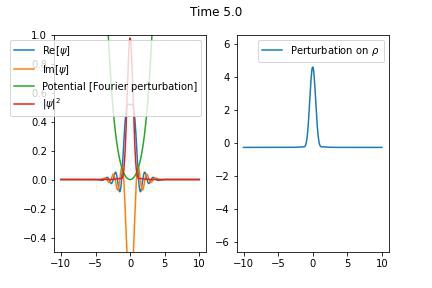 Time 5.0
Re[ψ]
Im[ψ]
Potential [Fourier perturbation]
|ψ|²
1.0
0.8
0.6
0.4
0.2
0.0
−0.2
−0.4
−10 −5 0 5 10
Perturbation on ρ
6
4
2
0
−2
−4
−6
−10 −5 0 5 10